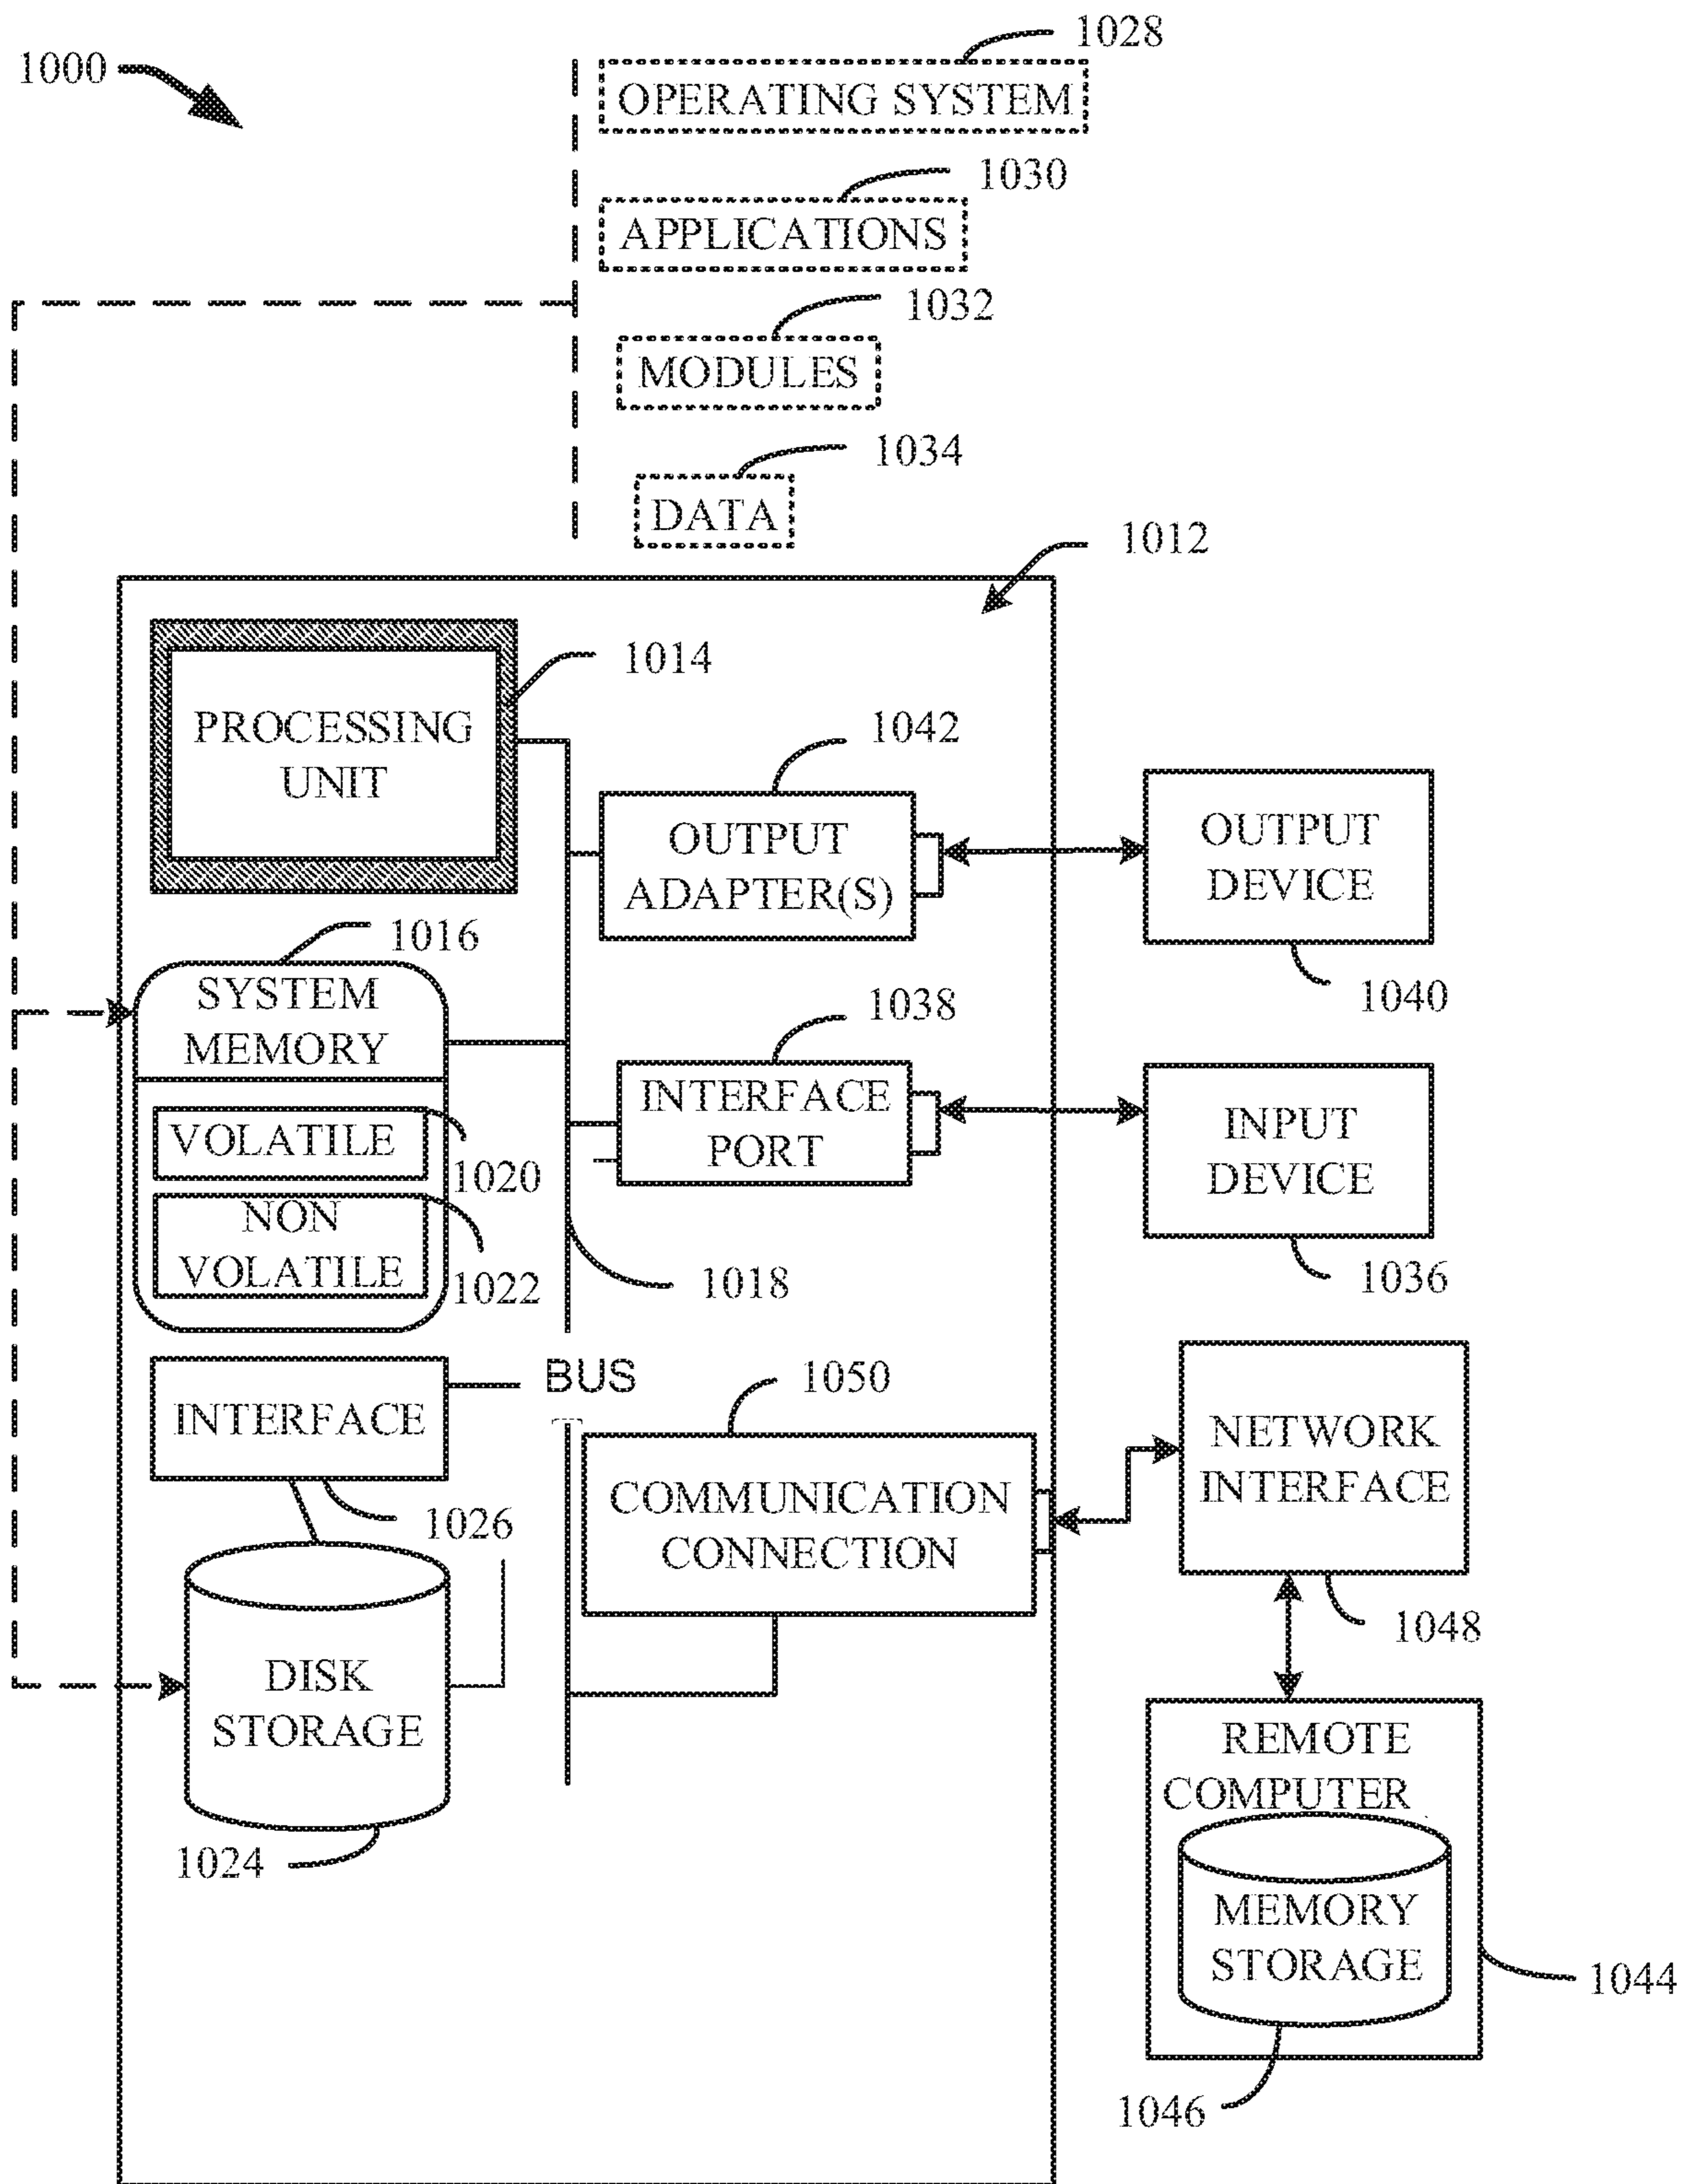 1028
1000
OPERATING SYSTEM
1030
APPLICATIONS
1032
MODULES
1034
DATA
1012
1014
PROCESSING
UNIT
1042
OUTPUT
ADAPTER(S)
OUTPUT
DEVICE
1040
1016
SYSTEM
MEMORY
1038
INTERFACE
PORT
INPUT
DEVICE
1036
VOLATILE
1020
NON
VOLATILE
1022
1018
BUS
INTERFACE
1026
1050
COMMUNICATION
CONNECTION
NETWORK
INTERFACE
1048
DISK
STORAGE
1024
REMOTE
COMPUTER
MEMORY
STORAGE
1044
1046